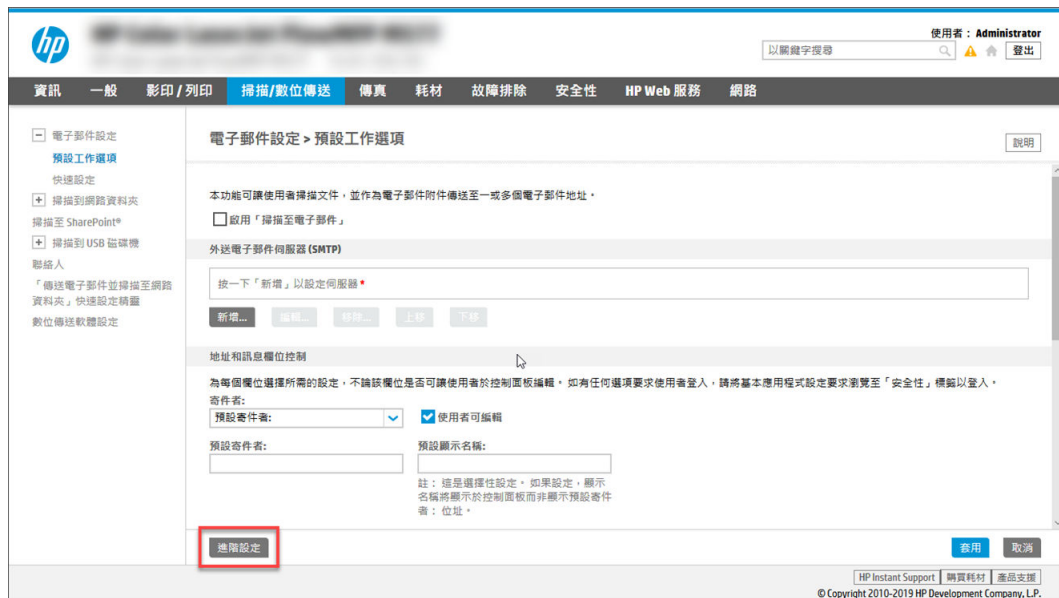 hp
使用者： Administrator
以關鍵字搜尋
登出
資訊 一般 影印 / 列印 掃描/數位傳送 傳真 耗材 故障排除 安全性 HP Web 服務 網路
電子郵件設定
預設工作選項
快速設定
掃描到網路資料夾
掃描至 SharePoint®
掃描到 USB 磁碟機
聯絡人
「傳送電子郵件並掃描至網路
資料夾」快速設定精靈
數位傳送軟體設定
電子郵件設定 > 預設工作選項
說明
本功能可讓使用者掃描文件，並作為電子郵件附件傳送至一或多個電子郵件地址。
啟用「掃描至電子郵件」
外送電子郵件伺服器 (SMTP)
按一下「新增」以設定伺服器 *
新增... 編輯... 移除... 上移 下移
地址和訊息欄位控制
為每個欄位選擇所需的設定，不論該欄位是否可讓使用者於控制面板編輯。 如有任何選項要求使用者登入，請將基本應用程式設定要求瀏覽至「安全性」標籤以登入。
寄件者:
預設寄件者: 使用者可編輯
預設寄件者: 預設顯示名稱:
註： 這是選擇性設定。 如果設定，顯示
名稱將顯示於控制面板而非顯示預設寄件
者： 位址。
進階設定 套用 取消
HP Instant Support 購買耗材 產品支援
© Copyright 2010-2019 HP Development Company, L.P.